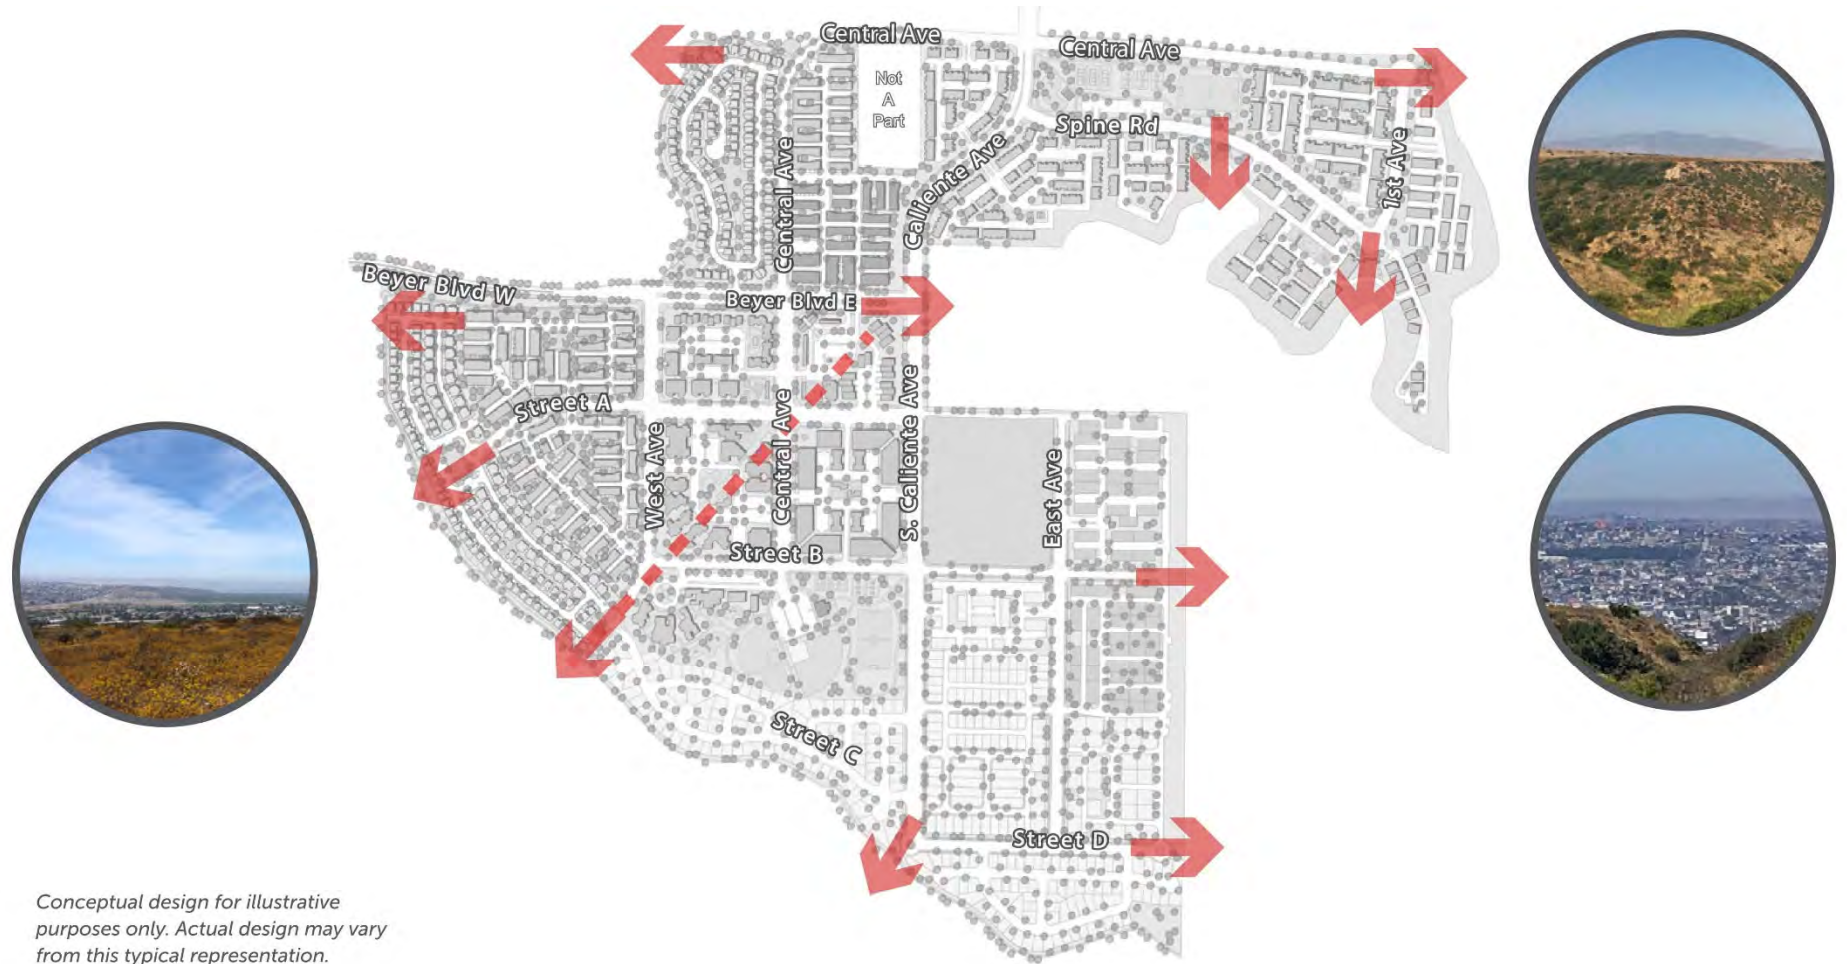 Central Ave
Central Ave
Not
A
Part
Spine Rd
1st Ave
Central Ave
Caliente Ave
Beyer Blvd W
Beyer Blvd E
Street A
West Ave
Central Ave
S. Caliente Ave
East Ave
Street B
Street C
Street D
Conceptual design for illustrative
purposes only. Actual design may vary
from this typical representation.